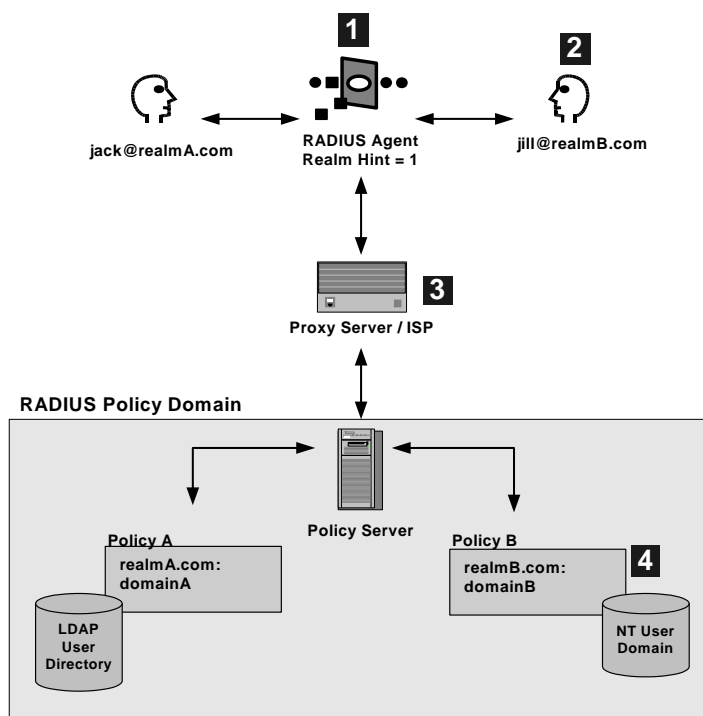 1
2
jack@realmA.com
RADIUS Agent
Realm Hint = 1
jill@realmB.com
3
Proxy Server / ISP
RADIUS Policy Domain
Policy Server
Policy A
realmA.com:
domainA
LDAP
User
Directory
Policy B
4
realmB.com:
domainB
NT User
Domain